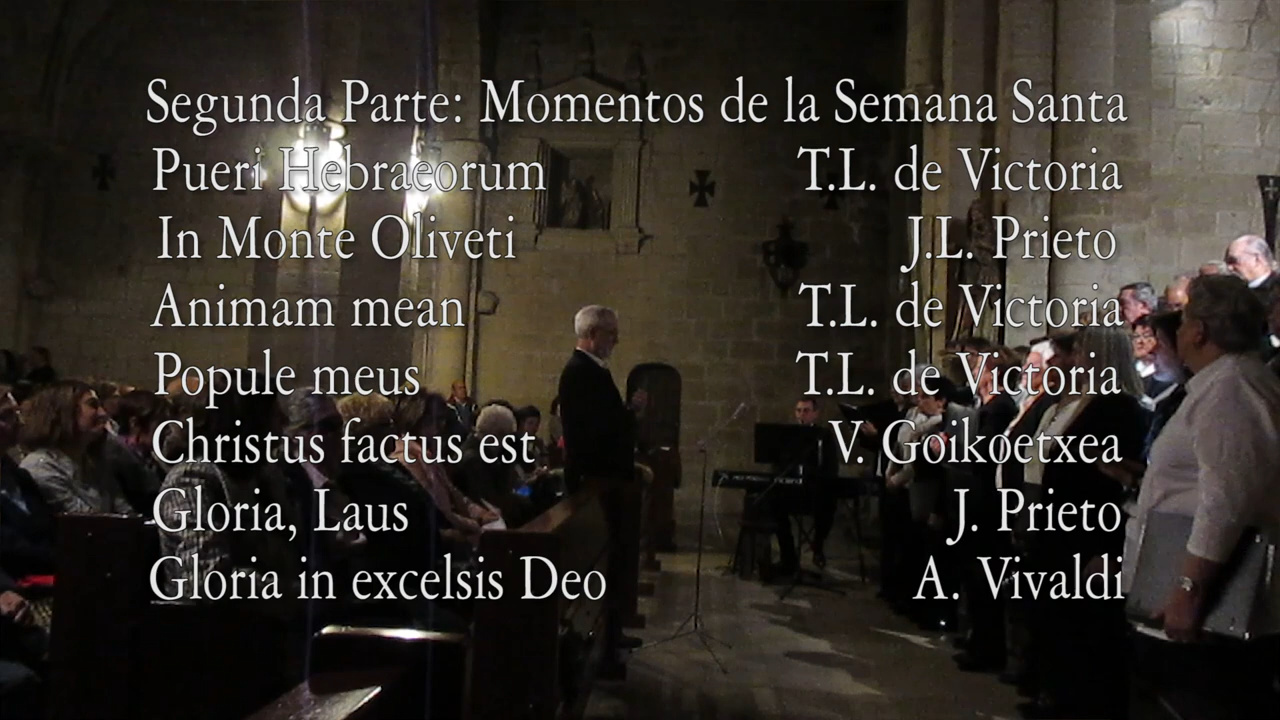 Segunda Parte: Momentos de la Semana Santa
Pueri Hebraeorum T.L. de Victoria
In Monte Oliveti J.L. Prieto
Animam mean T.L. de Victoria
Popule meus T.L. de Victoria
Christus factus est V. Goikoetxea
Gloria, Laus J. Prieto
Gloria in excelsis Deo A. Vivaldi